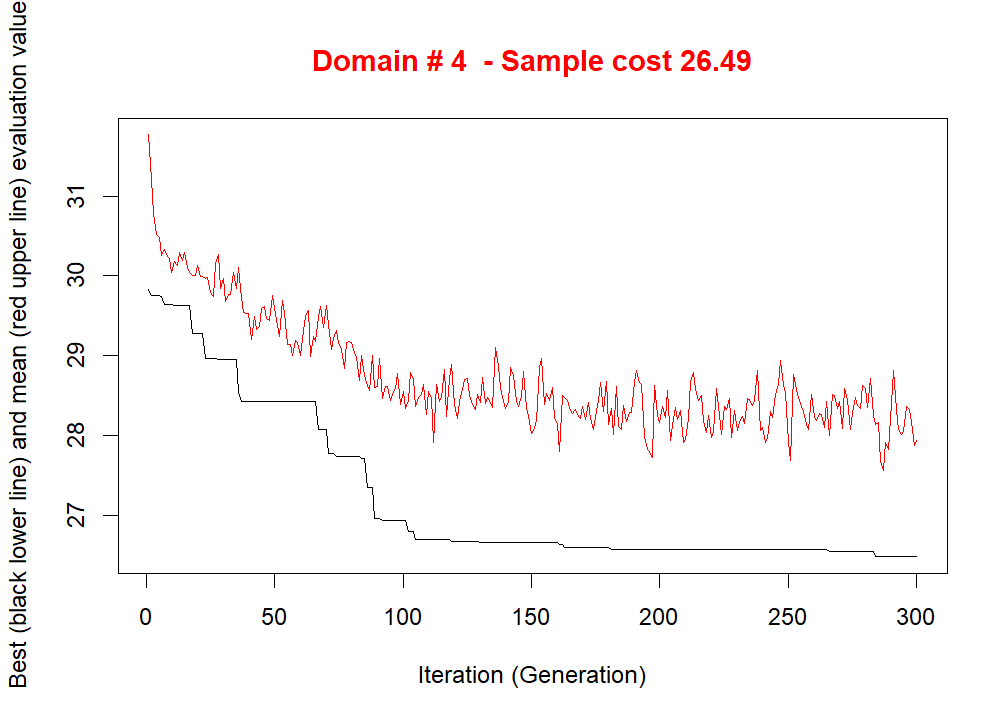 Domain # 4  - Sample cost 26.49
Best (black lower line) and mean (red upper line) evaluation value
31
30
29
28
27
0 50 100 150 200 250 300
Iteration (Generation)